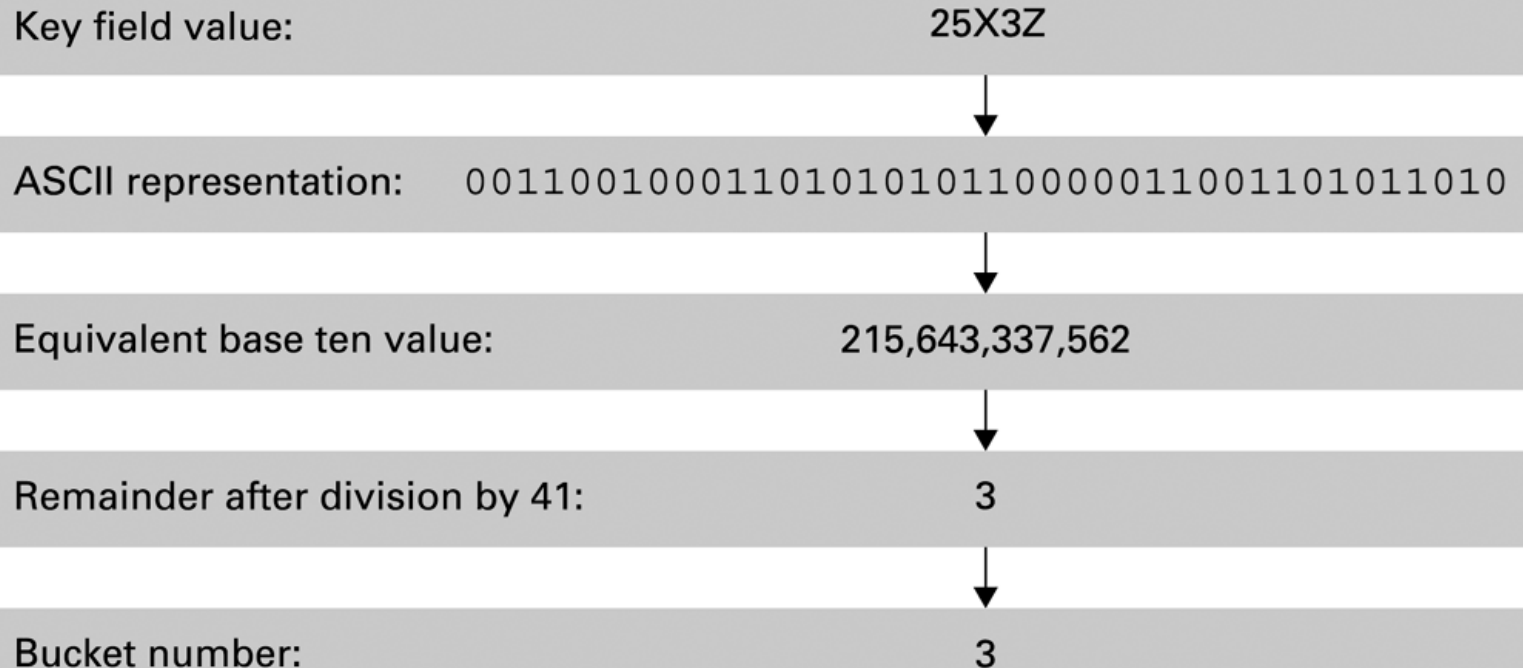 Key field value: 25X3Z
ASCII representation: 0011001000110101010110000011001101011010
Equivalent base ten value: 215,643,337,562
Remainder after division by 41: 3
Bucket number: 3